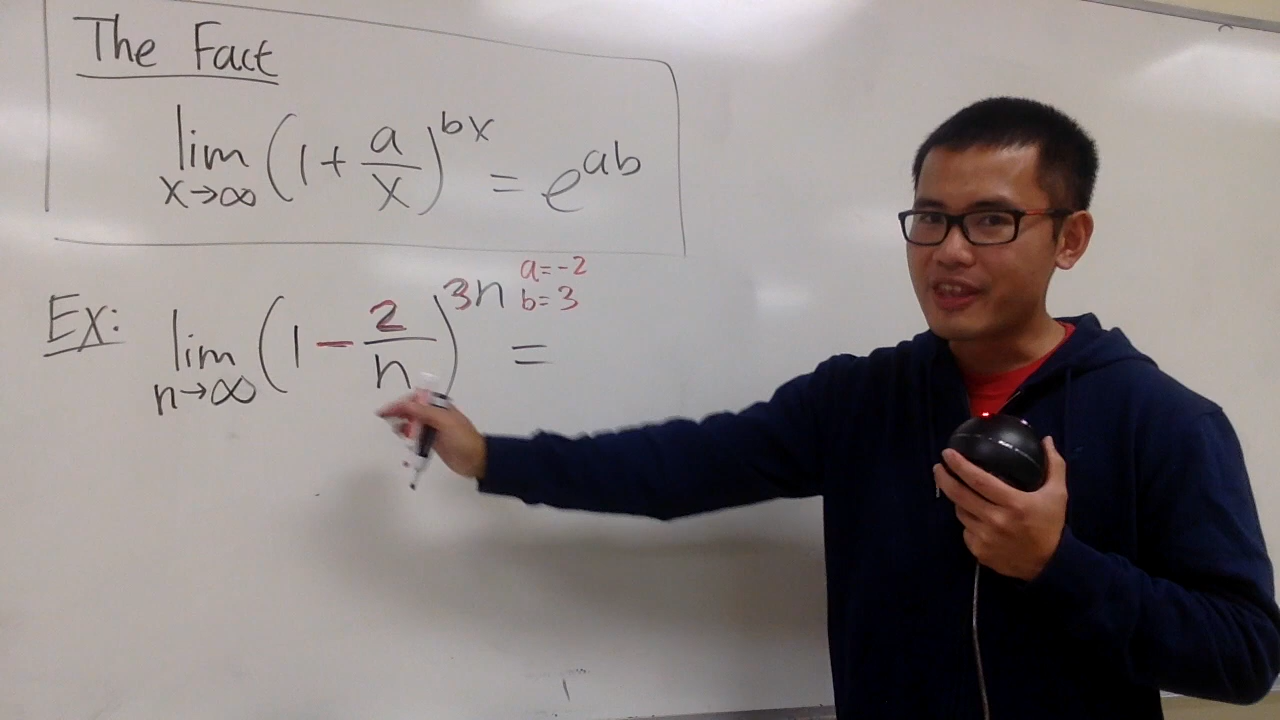 The Fact
lim x→∞ (1 + a/x)^bx = e^ab
Ex: lim n→∞ (1 - 2/n)^3n =
a=-2
b=3